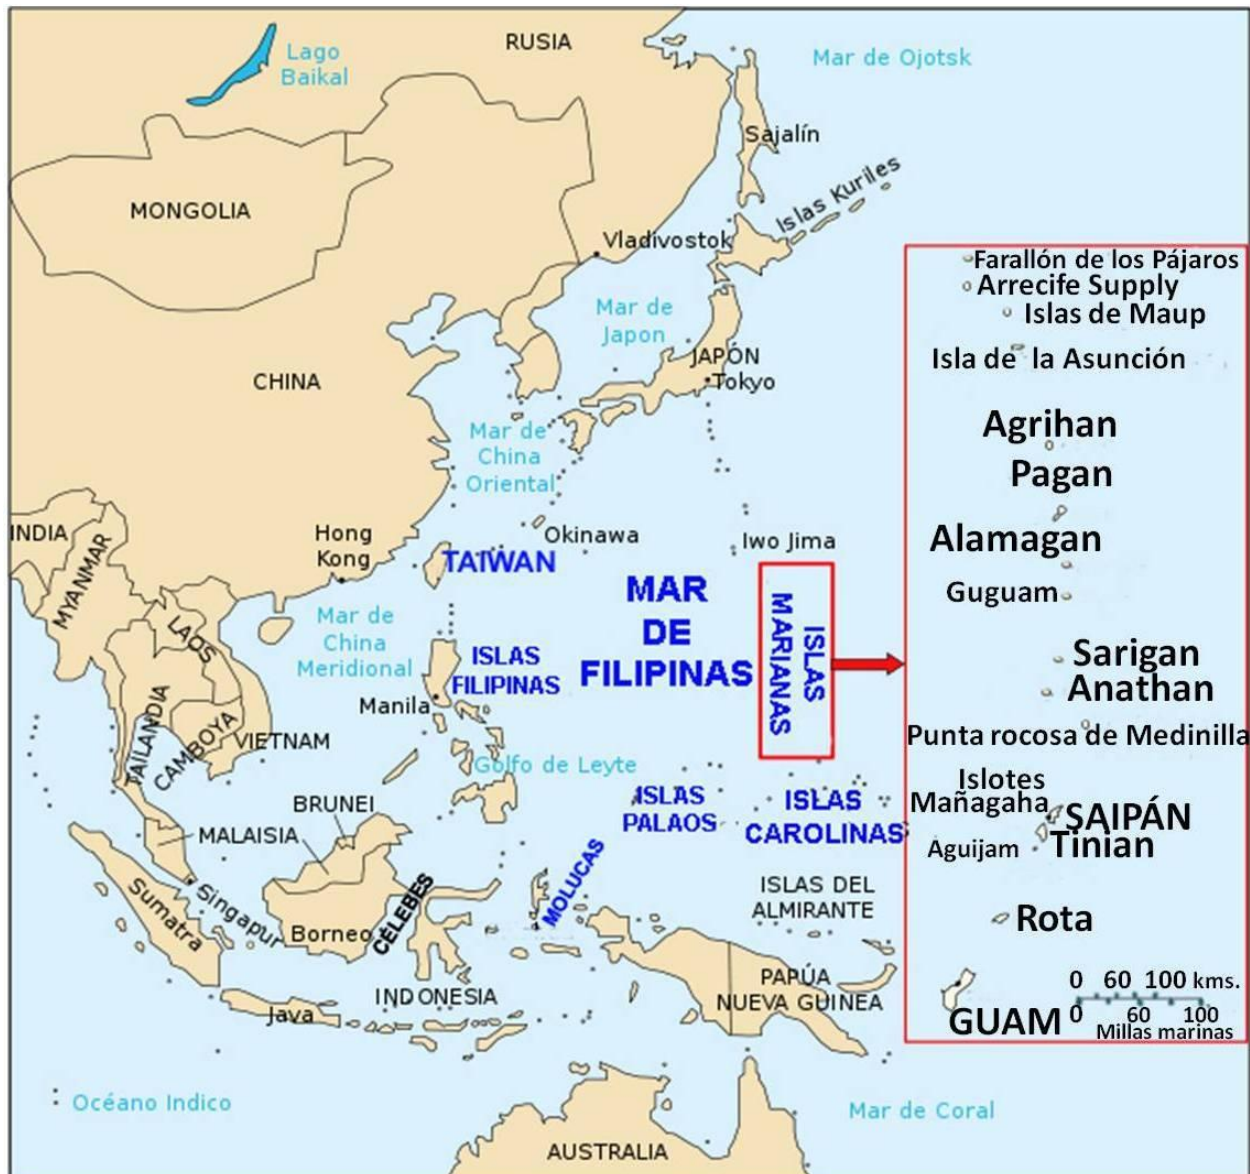 RUSIA
Lago
Baikal
Mar de Ojotsk
Sajalín
MONGOLIA
Islas Kuriles
Vladivostok
Mar de
Japon
JAPÓN
Tokyo
CHINA
Mar de
China
Oriental
INDIA
MYANMAR
Hong
Kong
Okinawa
Iwo Jima
TAIWAN
MAR
DE
FILIPINAS
ISLAS
MARIANAS
LAOS
Mar de
China
Meridional
ISLAS
FILIPINAS
Manila
TAILANDIA
CAMBOYA
VIETNAM
Golfo de Leyte
BRUNEI
MALAISIA
ISLAS
PALAOS
ISLAS
CAROLINAS
Sumatra
Singapur
Borneo
CÉLEBES
MOLUCAS
ISLAS DEL
ALMIRANTE
INDONESIA
Java
PAPÚA
NUEVA GUINEA
Océano Indico
Mar de Coral
AUSTRALIA
Farallón de los Pájaros
Arrecife Supply
Islas de Maup
Isla de la Asunción
Agrihan
Pagan
Alamagan
Guguam
Sarigan
Anathan
Punta rocosa de Medinilla
Islotes
Mañagaha
SAIPÁN
Tinian
Aguijam
Rota
GUAM
0 60 100 kms.
0 60 100
Millas marinas